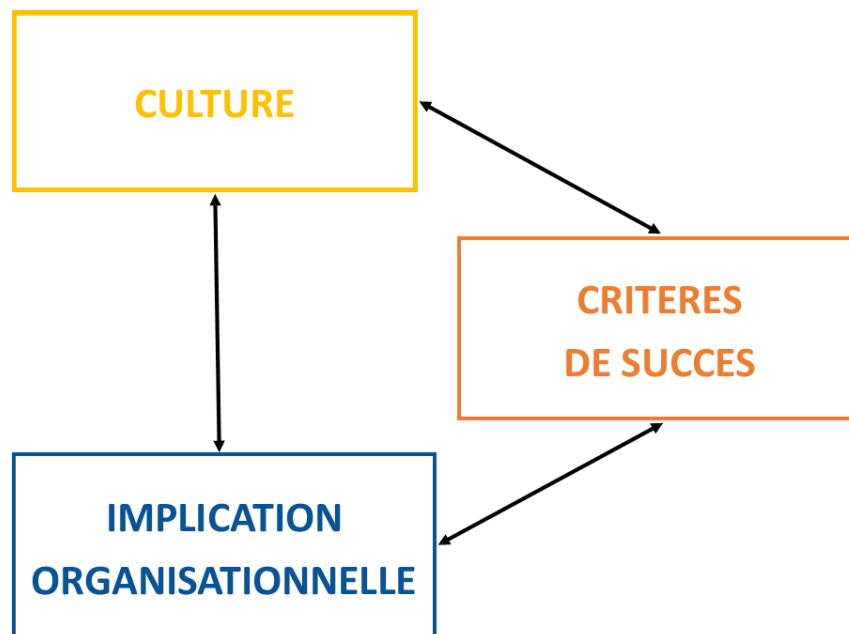 CULTURE
CRITERES
DE SUCCES
IMPLICATION
ORGANISATIONNELLE